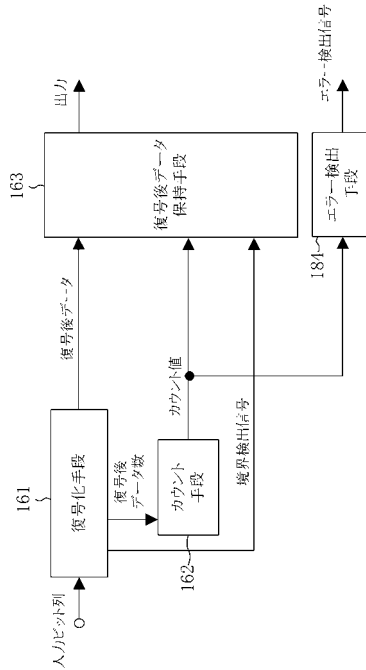 入力ビット列
161
復号化手段
復号後データ
復号後
データ数
カウント
手段
162
カウント値
境界検出信号
163
復号後データ
保持手段
出力
184
エラー検出
手段
エラー検出信号